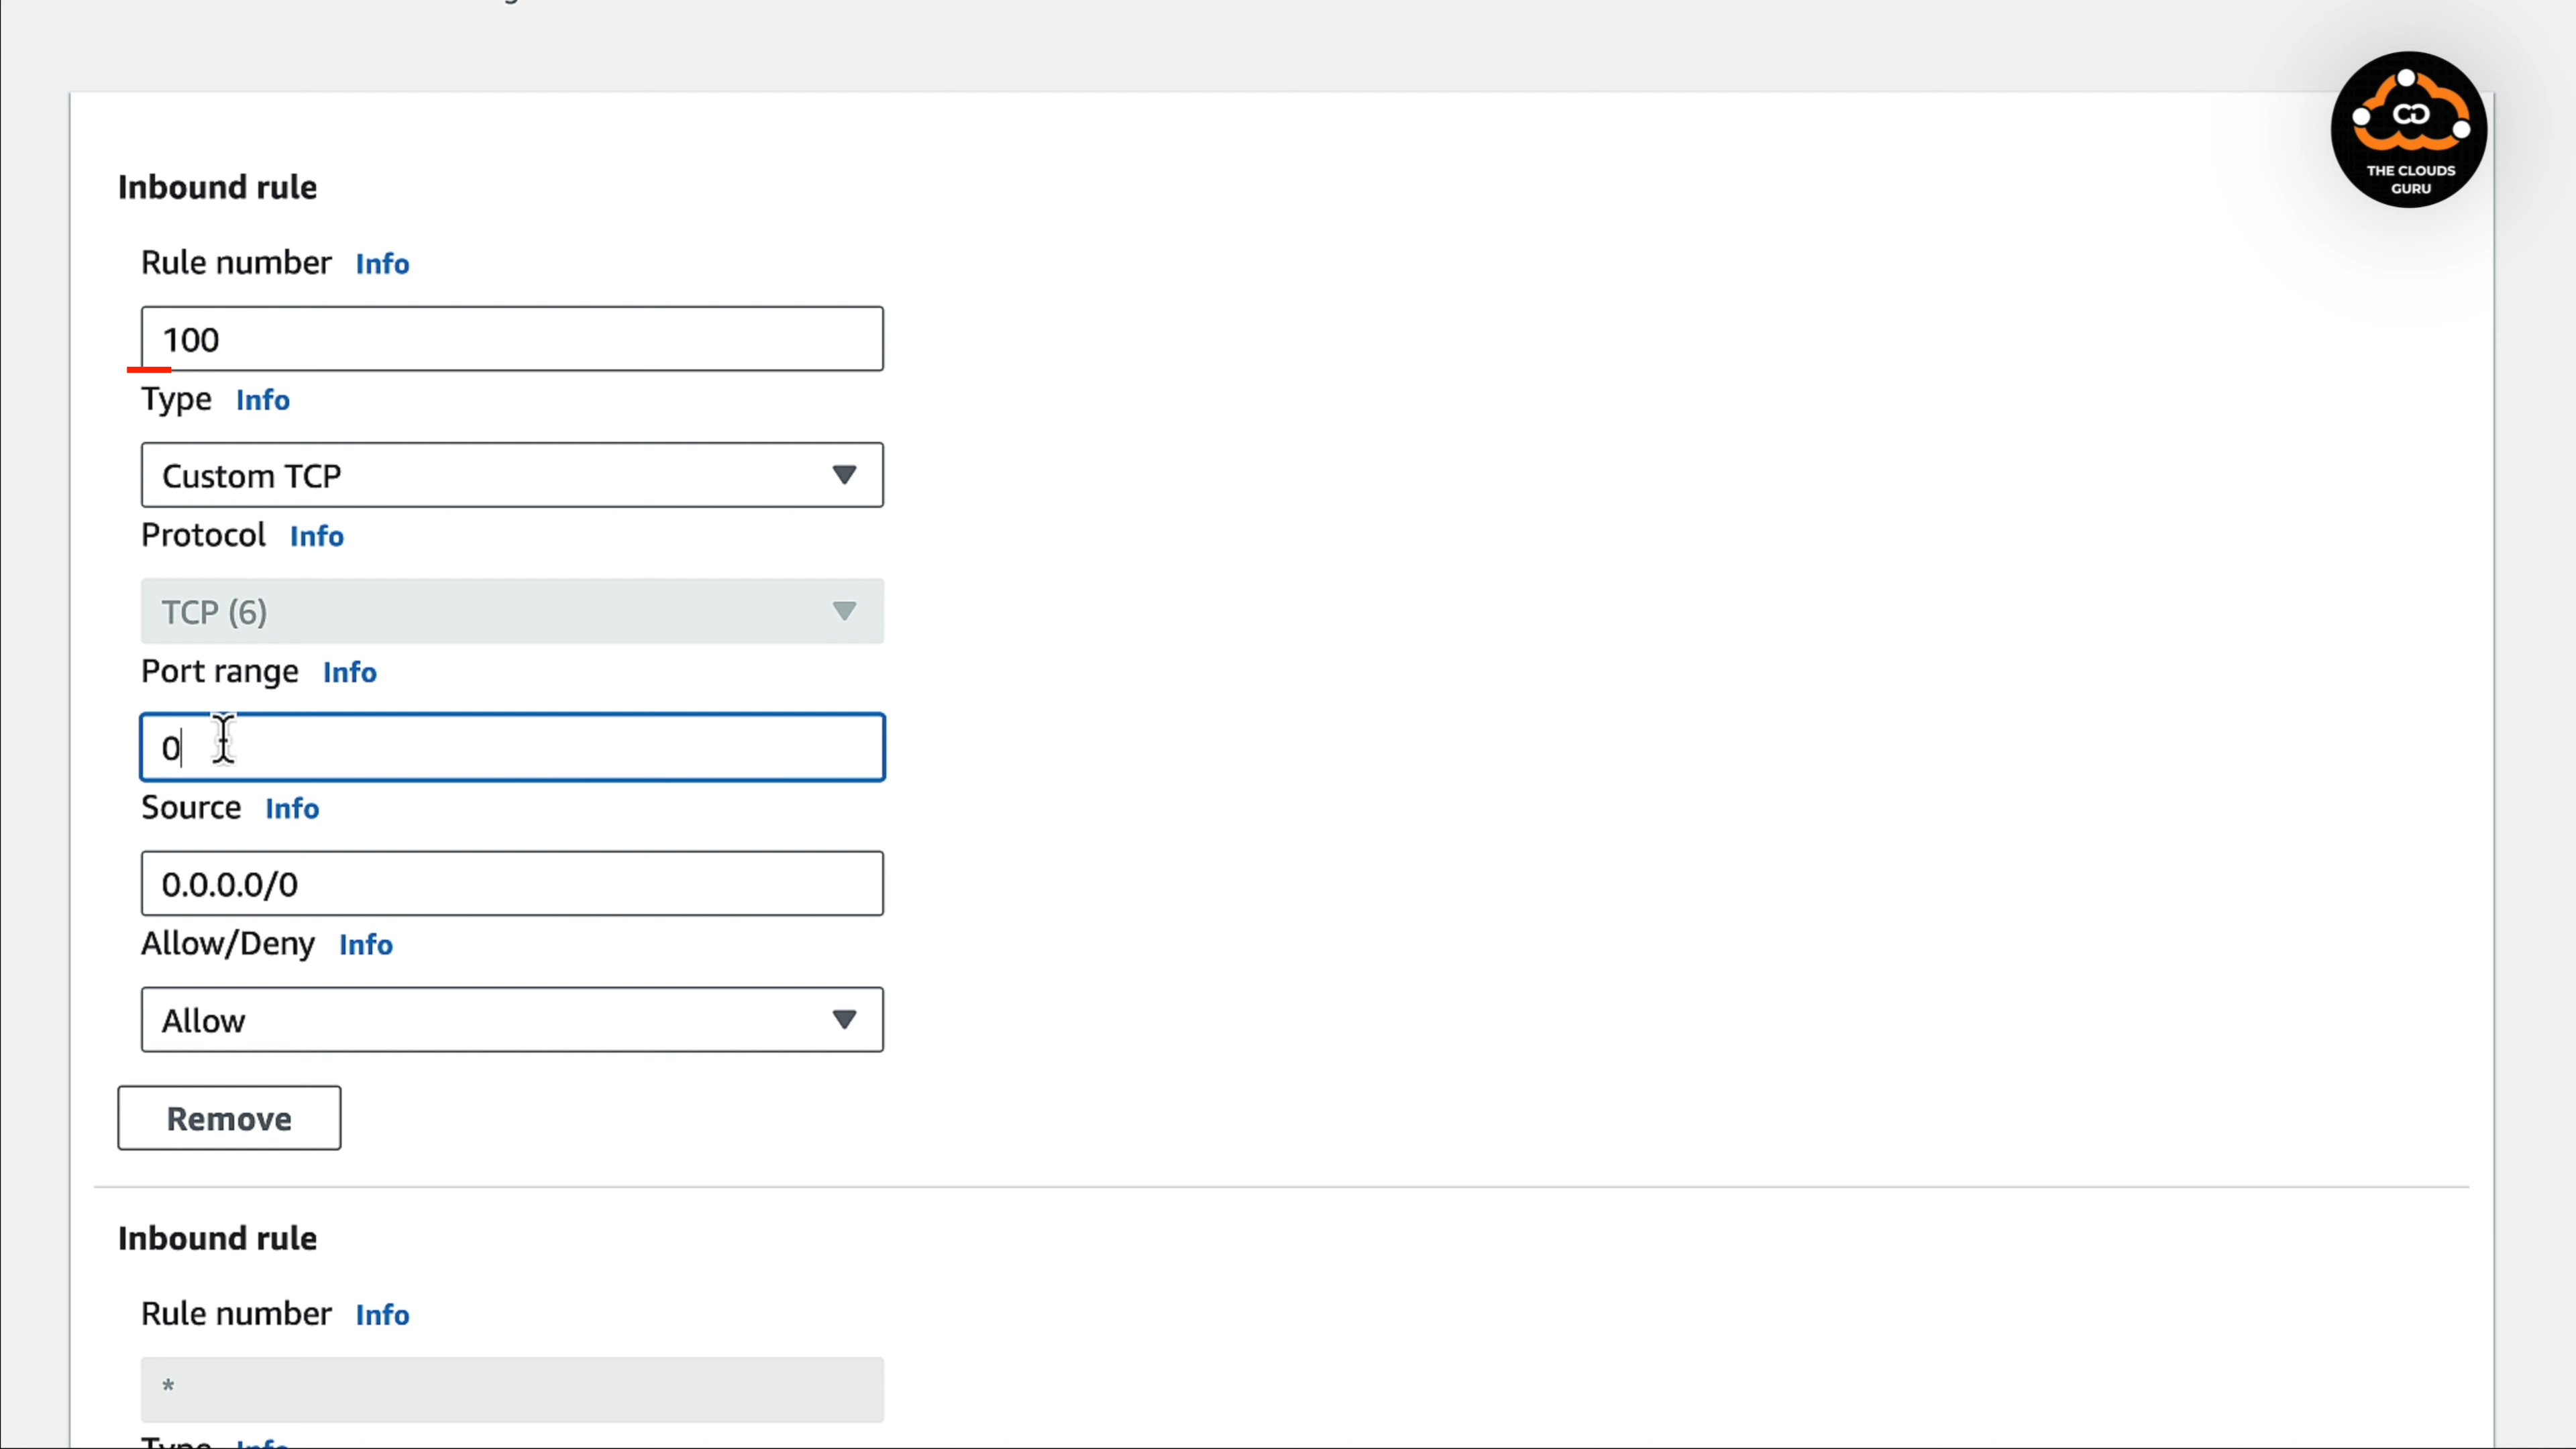 THE CLOUDS
GURU
Inbound rule
Rule number Info
100
Type Info
Custom TCP
Protocol Info
TCP (6)
Port range Info
0
Source Info
0.0.0.0/0
Allow/Deny Info
Allow
Remove
Inbound rule
Rule number Info
*
Type Info